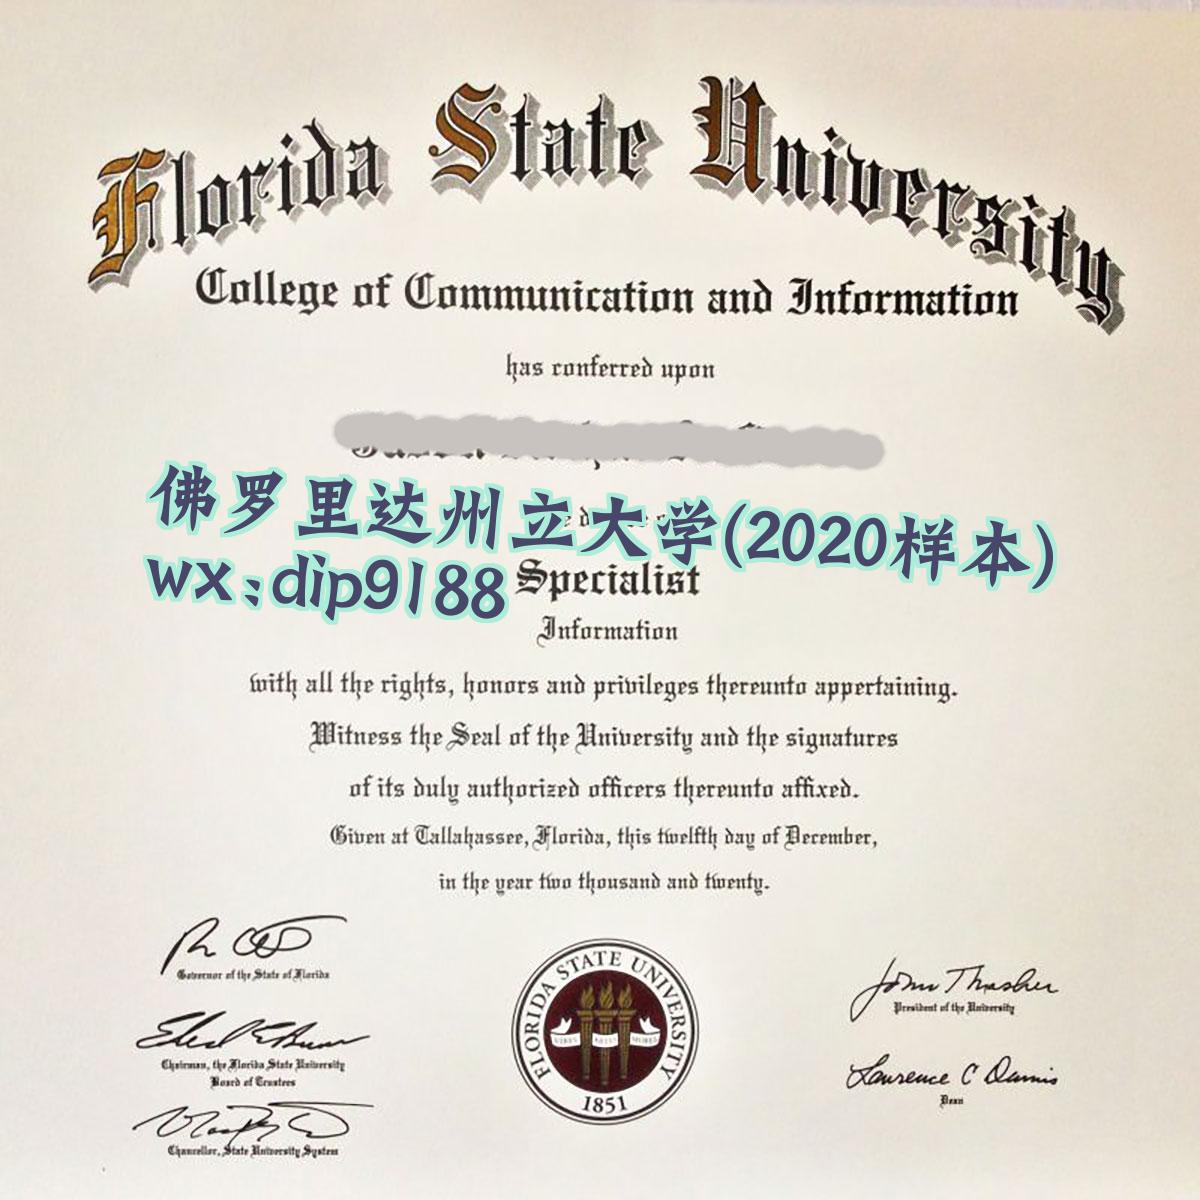 Florida State University
College of Communication and Information
has conferred upon
佛罗里达州立大学(2020样本)
wx:dip9188
Specialist
Information
with all the rights, honors and privileges thereunto appertaining.
Witness the Seal of the University and the signatures
of its duly authorized officers thereunto affixed.
Given at Tallahassee, Florida, this twelfth day of December,
in the year two thousand and twenty.
Governor of the State of Florida
Chairman, the Florida State University
Board of Trustees
Chancellor, State University System
FLORIDA STATE UNIVERSITY
VIRES ARTES MORES
1851
John Thrasher
President of the University
Lawrence C Dennis
Dean